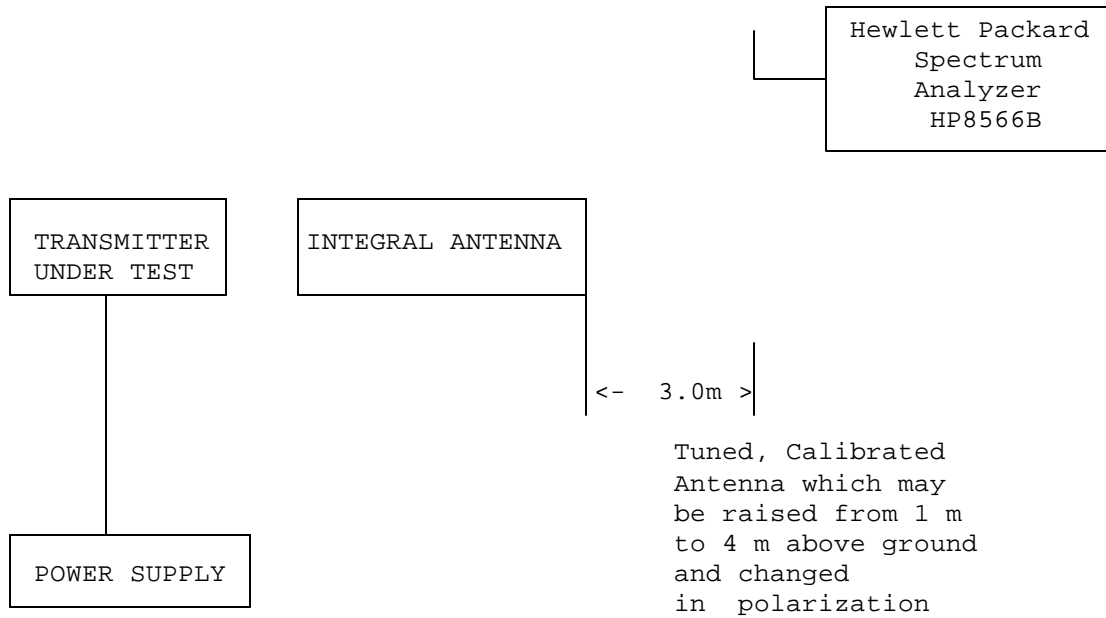 Hewlett Packard
Spectrum
Analyzer
HP8566B
TRANSMITTER
UNDER TEST
INTEGRAL ANTENNA
<- 3.0m >
Tuned, Calibrated
Antenna which may
be raised from 1 m
to 4 m above ground
and changed
in polarization
POWER SUPPLY